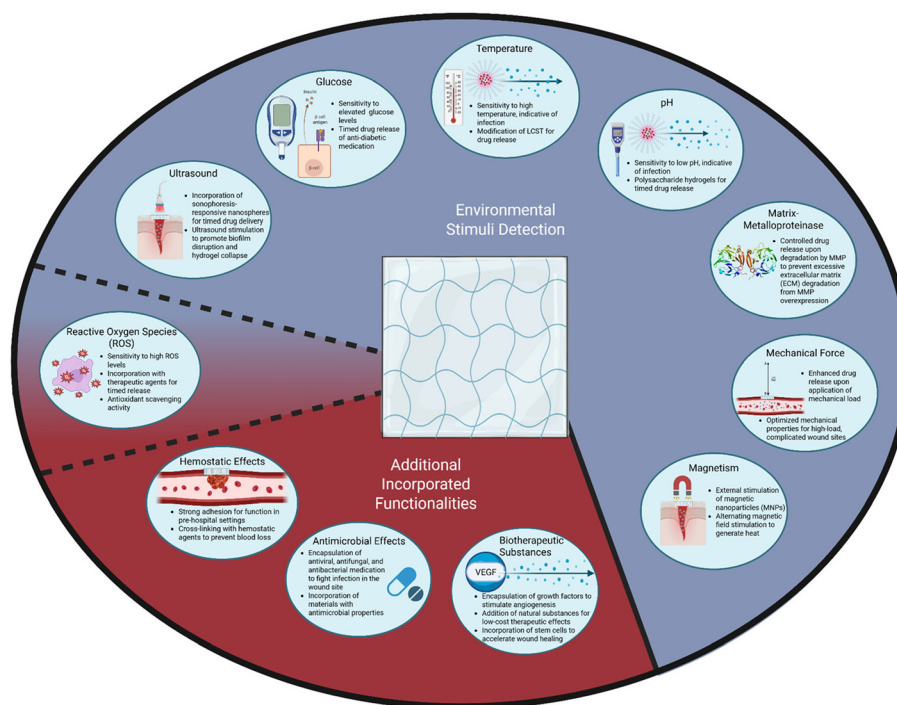 Temperature
• Sensitivity to high
temperature, indicative of
infection
• Modification of LCST for
drug release
Glucose
Insulin
β cell
antigen
β-cell
• Sensitivity to
elevated glucose
levels
• Timed drug release
of anti-diabetic
medication
pH
• Sensitivity to low pH, indicative
of infection
• Polysaccharide hydrogels for
timed drug release
Ultrasound
• Incorporation of
sonophoresis-
responsive nanospheres
for timed drug delivery
• Ultrasound stimulation
to promote biofilm
disruption and
hydrogel collapse
Environmental
Stimuli Detection
Matrix-
Metalloproteinase
• Controlled drug
release upon
degradation by MMP
to prevent excessive
extracellular matrix
(ECM) degradation
from MMP
overexpression
Reactive Oxygen Species
(ROS)
• Sensitivity to high ROS
levels
• Incorporation with
therapeutic agents for
timed release
• Antioxidant scavenging
activity
Mechanical Force
• Enhanced drug
release upon
application of
mechanical load
• Optimized mechanical
properties for high-load,
complicated wound sites
Hemostatic Effects
• Strong adhesion for function in
pre-hospital settings
• Cross-linking with hemostatic
agents to prevent blood loss
Additional
Incorporated
Functionalities
Magnetism
• External stimulation
of magnetic
nanoparticles (MNPs)
• Alternating magnetic
field stimulation to
generate heat
Antimicrobial Effects
• Encapsulation of
antiviral, antifungal, and
antibacterial medication
to fight infection in the
wound site
• Incorporation of
materials with
antimicrobial properties
Biotherapeutic
Substances
VEGF
• Encapsulation of growth factors to
stimulate angiogenesis
• Addition of natural substances for
low-cost therapeutic effects
• Incorporation of stem cells to
accelerate wound healing